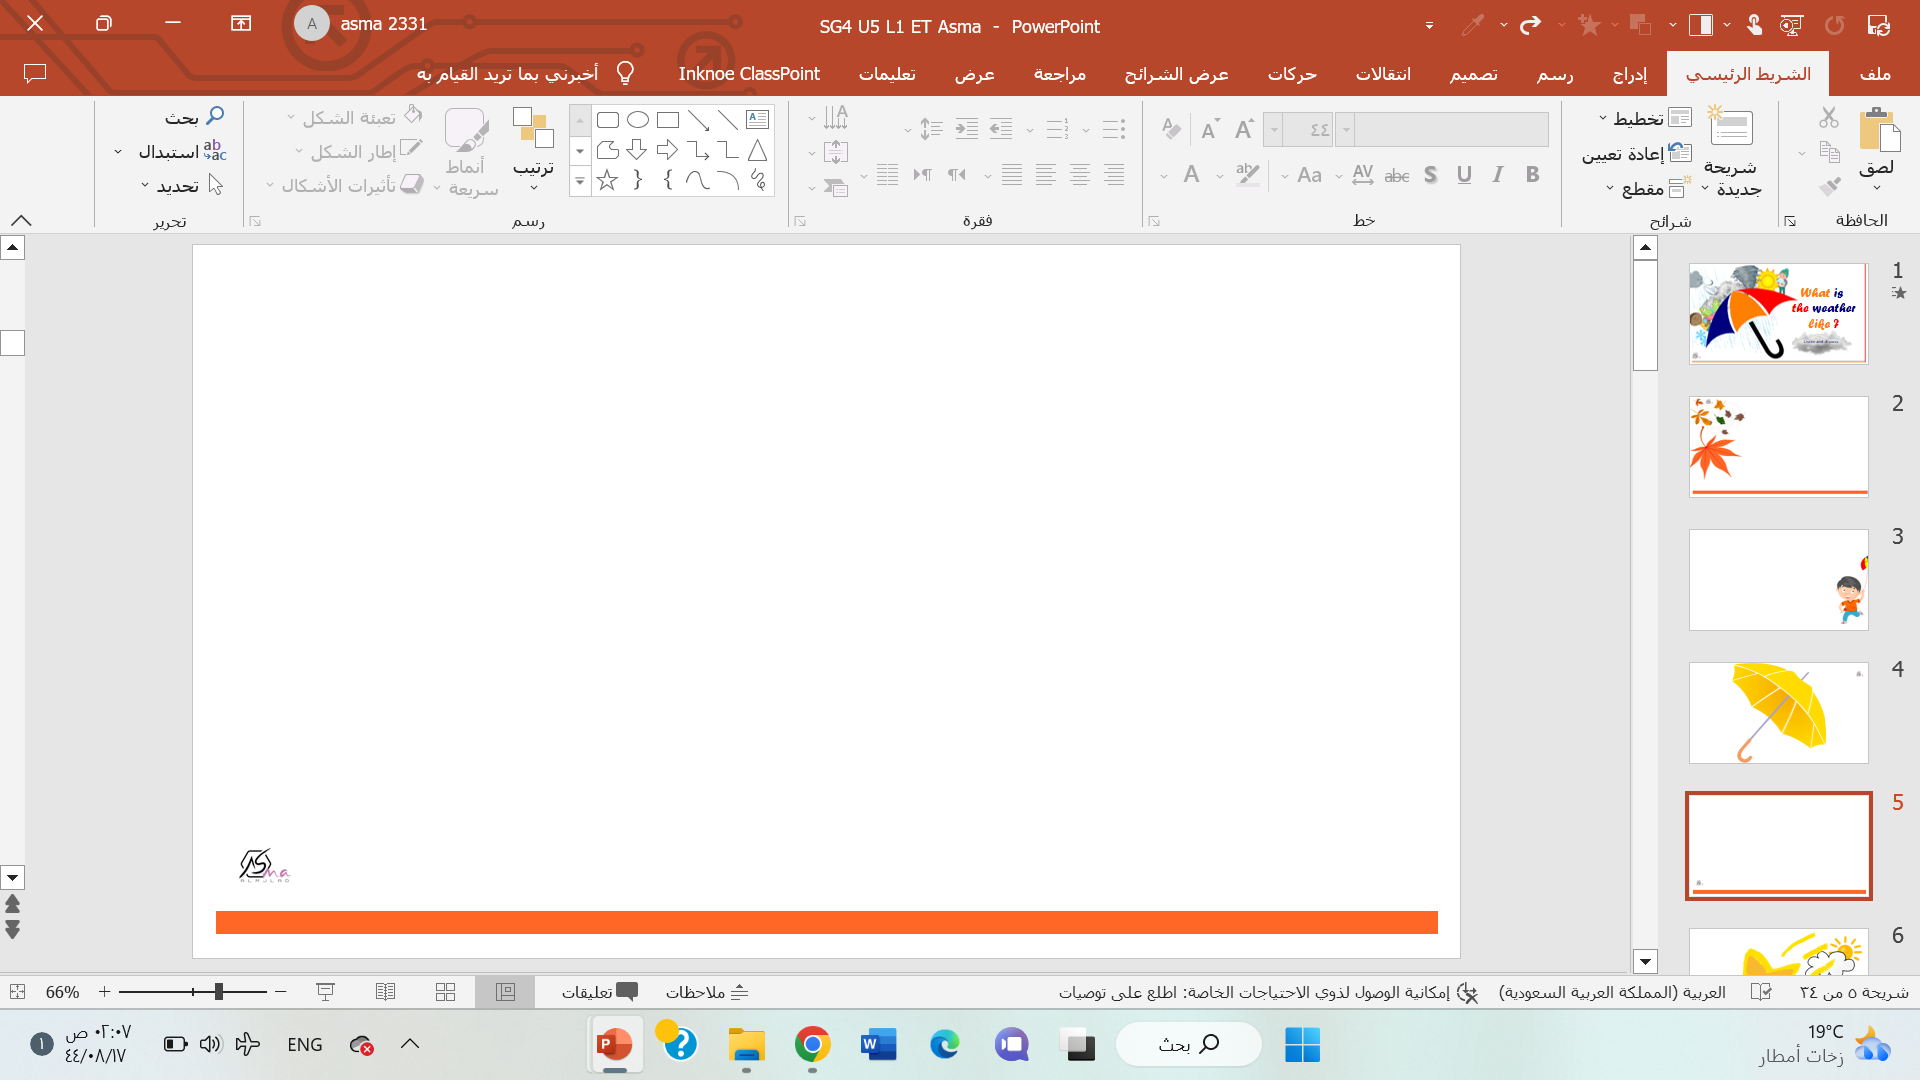 asma 2331
SG4 U5 L1 ET Asma - PowerPoint
ملف
الشريط الرئيسي
إدراج
رسم
تصميم
انتقالات
حركات
عرض الشرائح
مراجعة
عرض
تعليمات
Inknoe ClassPoint
أخبرني بما تريد القيام به
لصق
الحافظة
شريحة
جديدة
تخطيط
إعادة تعيين
مقطع
شرائح
٤٤
خط
فقرة
ترتيب
أنماط
سريعة
تعبئة الشكل
إطار الشكل
تأثيرات الأشكال
رسم
بحث
استبدال
تحديد
تحرير
1
What is
the weather
like ?
2
3
4
5
6
ASma
شريحة ٥ من ٢٤
العربية (المملكة العربية السعودية)
إمكانية الوصول لذوي الاحتياجات الخاصة: اطلع على توصيات
ملاحظات
تعليقات
66%
19°C
زخات أمطار
بحث
ENG
٠٢:٠٧ ص
٤٤/٠٨/١٧
١